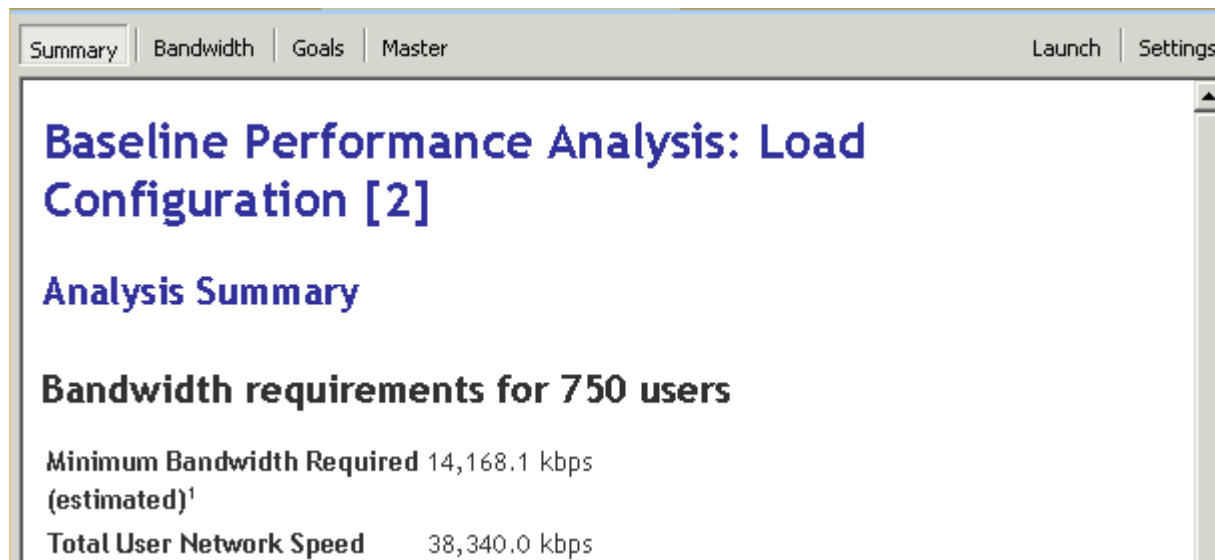 Summary Bandwidth Goals Master Launch Settings
Baseline Performance Analysis: Load
Configuration [2]
Analysis Summary
Bandwidth requirements for 750 users
Minimum Bandwidth Required 14,168.1 kbps
(estimated)¹
Total User Network Speed 38,340.0 kbps